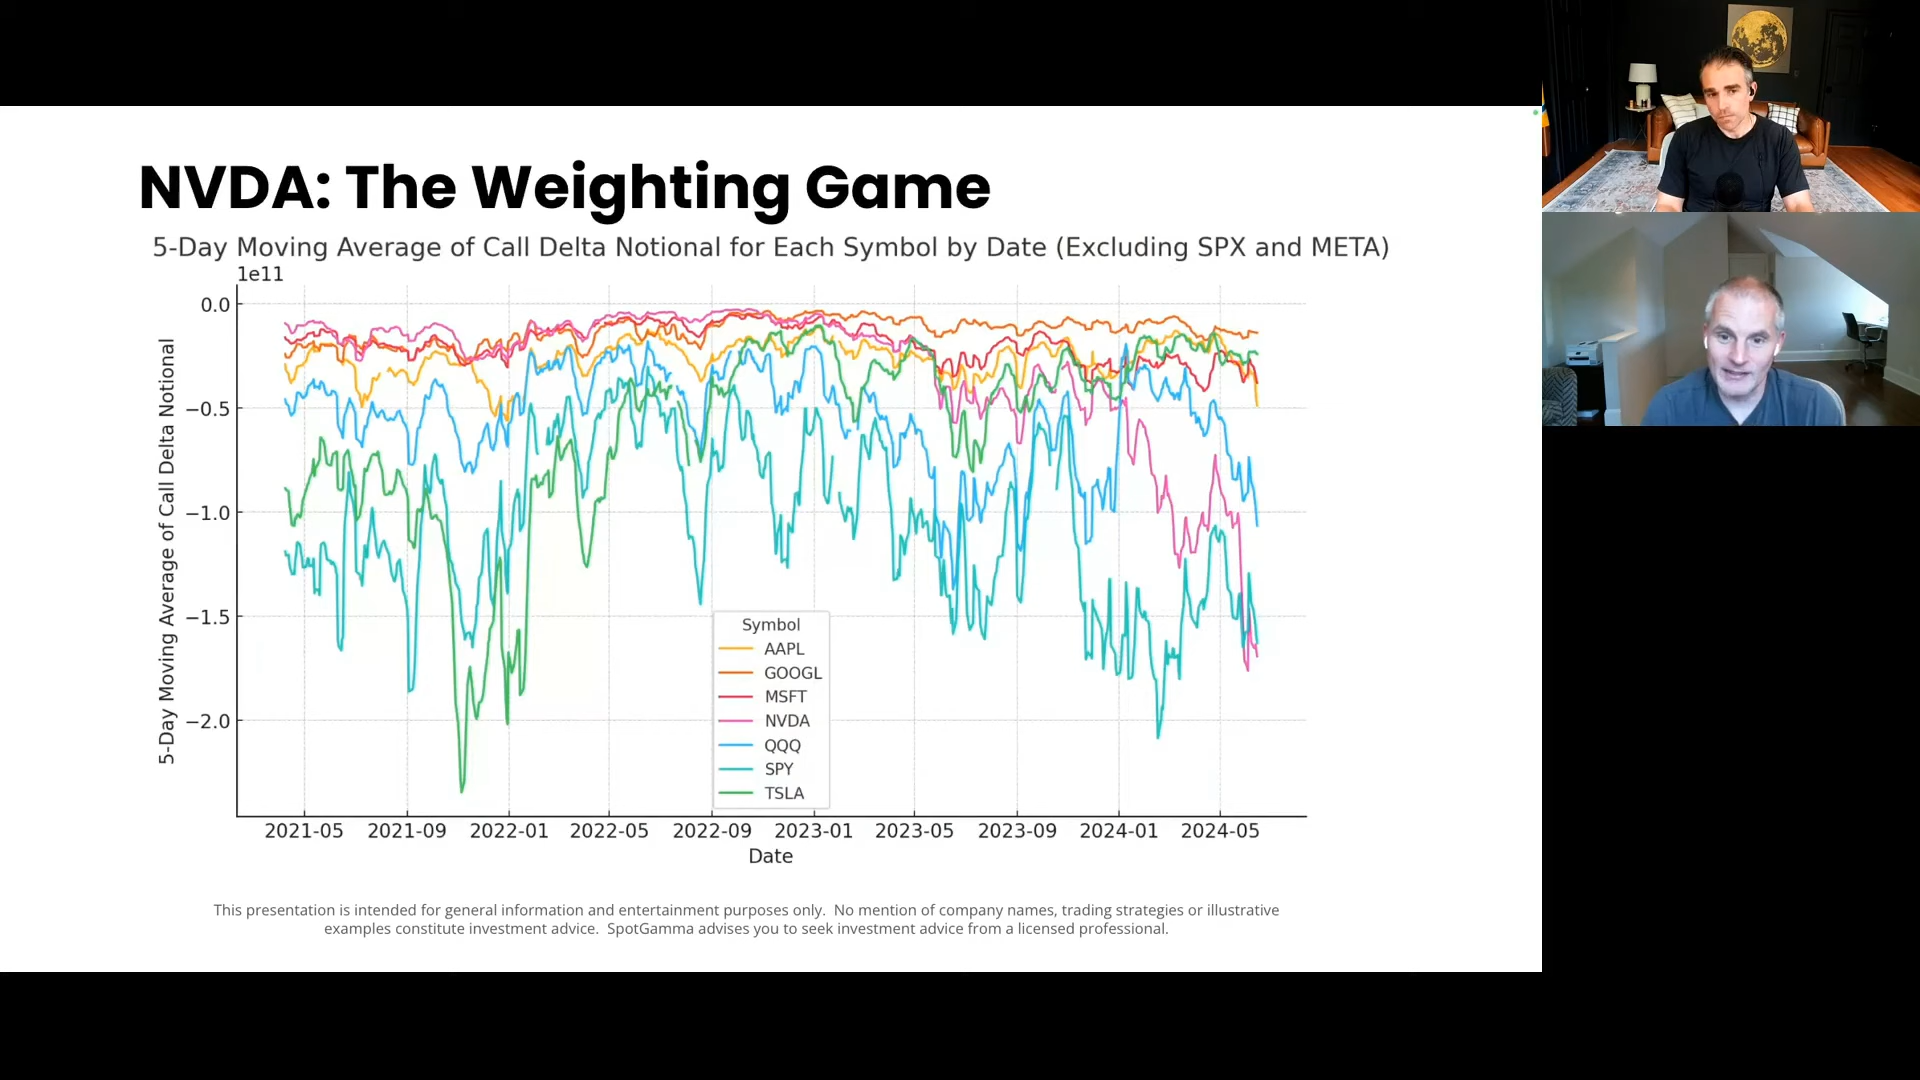 NVDA: The Weighting Game
5-Day Moving Average of Call Delta Notional for Each Symbol by Date (Excluding SPX and META)
1e11
0.0
−0.5
−1.0
−1.5
−2.0
5-Day Moving Average of Call Delta Notional
Symbol
AAPL
GOOGL
MSFT
NVDA
QQQ
SPY
TSLA
2021-05 2021-09 2022-01 2022-05 2022-09 2023-01 2023-05 2023-09 2024-01 2024-05
Date
This presentation is intended for general information and entertainment purposes only. No mention of company names, trading strategies or illustrative
examples constitute investment advice. SpotGamma advises you to seek investment advice from a licensed professional.